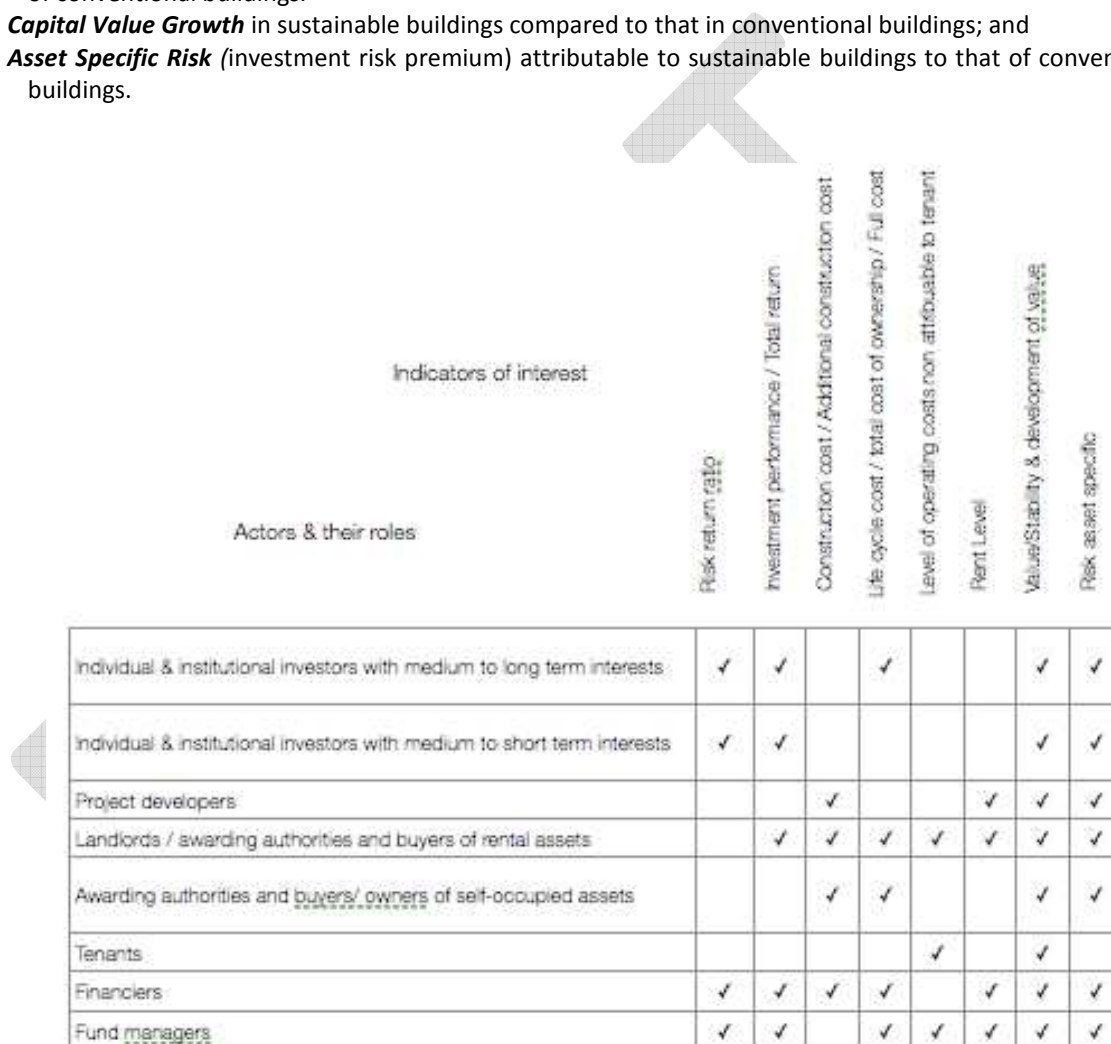 of conventional buildings.
Capital Value Growth in sustainable buildings compared to that in conventional buildings; and
Asset Specific Risk (investment risk premium) attributable to sustainable buildings to that of conver
buildings.
Indicators of interest
Actors & their roles
Risk return ratio
Investment performance / Total return
Construction cost / Additional construction cost
Life cycle cost / total cost of ownership / Full cost
Level of operating costs non attribuable to tenant
Rent Level
Value/Stability & development of value
Risk asset specific
Individual & institutional investors with medium to long term interests ✓ ✓ ✓ ✓ ✓
Individual & institutional investors with medium to short term interests ✓ ✓ ✓ ✓
Project developers ✓ ✓ ✓ ✓
Landlords / awarding authorities and buyers of rental assets ✓ ✓ ✓ ✓ ✓ ✓ ✓
Awarding authorities and buyers/ owners of self-occupied assets ✓ ✓ ✓ ✓
Tenants ✓ ✓
Financiers ✓ ✓ ✓ ✓ ✓ ✓ ✓
Fund managers ✓ ✓ ✓ ✓ ✓ ✓ ✓